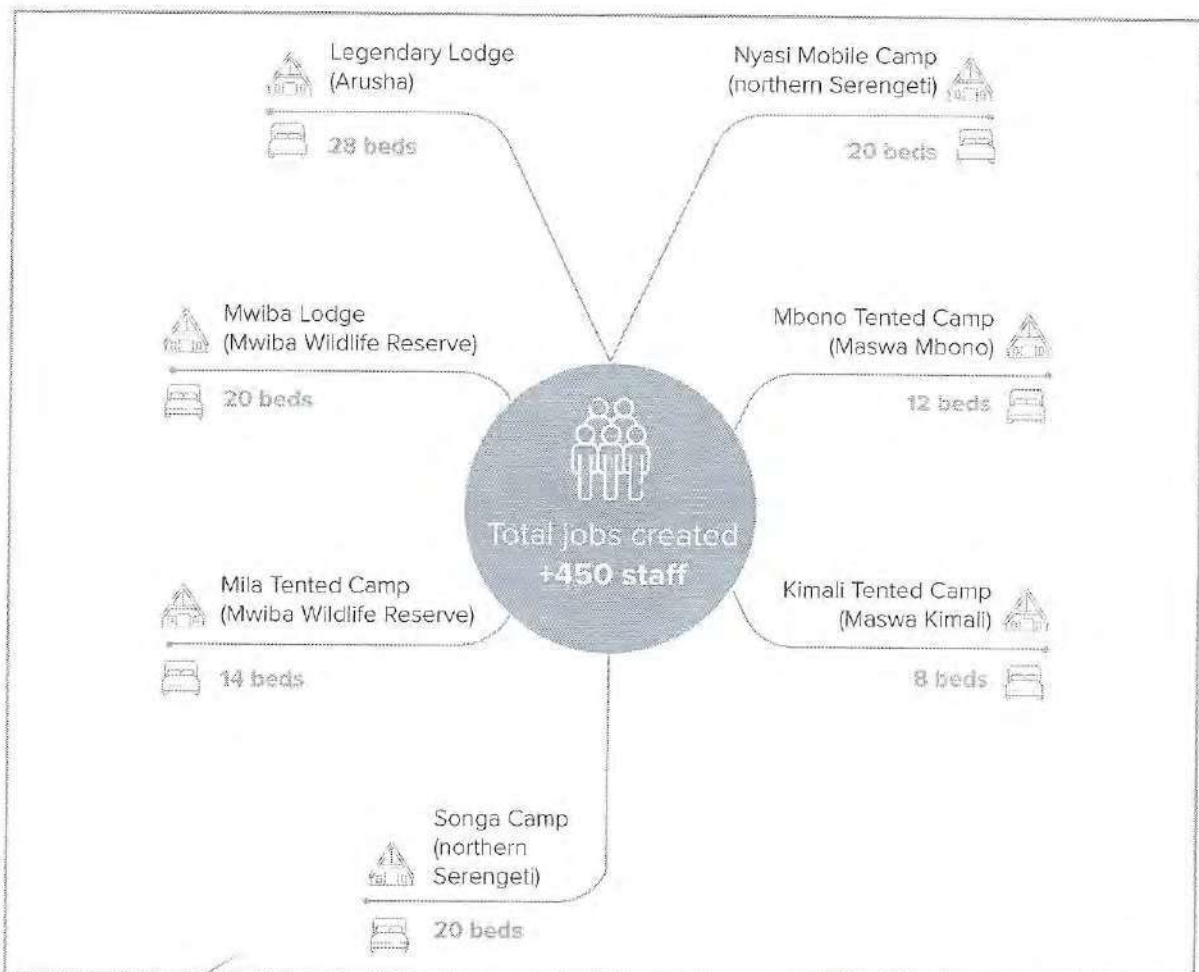 Legendary Lodge
(Arusha)
28 beds
Nyasi Mobile Camp
(northern Serengeti)
20 beds
Mwiba Lodge
(Mwiba Wildlife Reserve)
20 beds
Mbono Tented Camp
(Maswa Mbono)
12 beds
Total jobs created
+450 staff
Mila Tented Camp
(Mwiba Wildlife Reserve)
14 beds
Kimali Tented Camp
(Maswa Kimali)
8 beds
Songa Camp
(northern
Serengeti)
20 beds